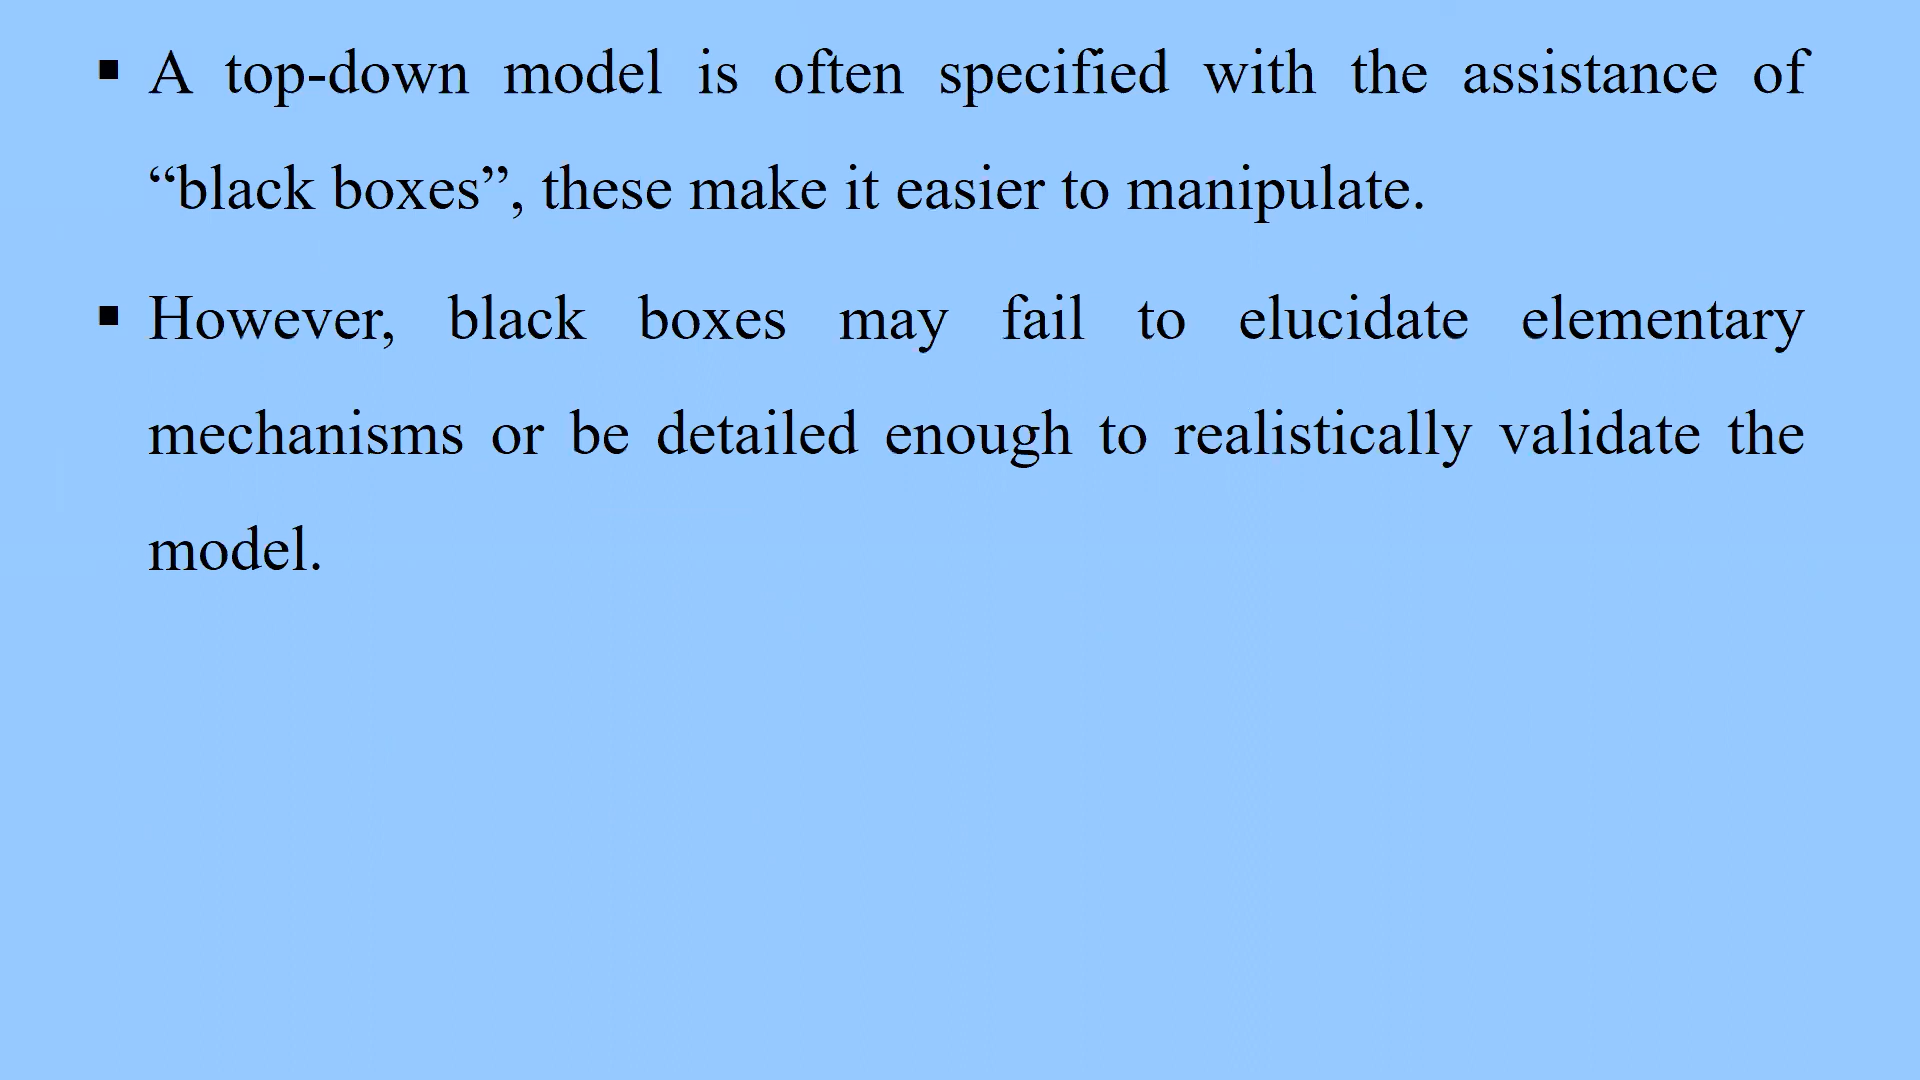 ▪ A top-down model is often specified with the assistance of
“black boxes”, these make it easier to manipulate.
▪ However, black boxes may fail to elucidate elementary
mechanisms or be detailed enough to realistically validate the
model.